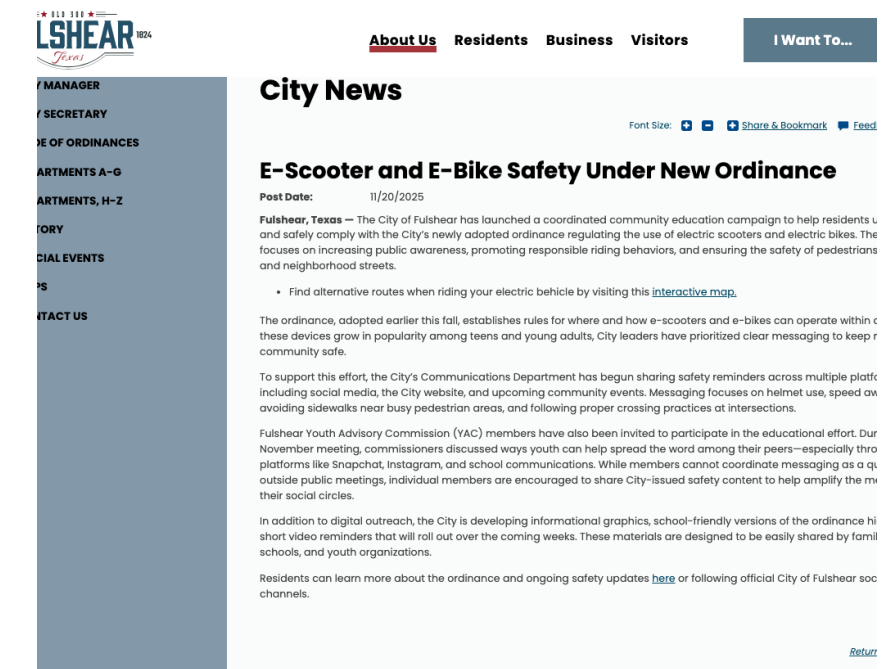 ★ OLD 300 ★
LSHEAR 1824
Texas
About Us Residents Business Visitors I Want To...
MANAGER
SECRETARY
DE OF ORDINANCES
ARTMENTS A-G
ARTMENTS, H-Z
TORY
CIAL EVENTS
PS
NTACT US
City News
Font Size: + - Share & Bookmark Feed
E-Scooter and E-Bike Safety Under New Ordinance
Post Date: 11/20/2025
Fulshear, Texas — The City of Fulshear has launched a coordinated community education campaign to help residents u
and safely comply with the City's newly adopted ordinance regulating the use of electric scooters and electric bikes. The
focuses on increasing public awareness, promoting responsible riding behaviors, and ensuring the safety of pedestrians
and neighborhood streets.
• Find alternative routes when riding your electric behicle by visiting this interactive map.
The ordinance, adopted earlier this fall, establishes rules for where and how e-scooters and e-bikes can operate within
these devices grow in popularity among teens and young adults, City leaders have prioritized clear messaging to keep
community safe.
To support this effort, the City's Communications Department has begun sharing safety reminders across multiple platfo
including social media, the City website, and upcoming community events. Messaging focuses on helmet use, speed aw
avoiding sidewalks near busy pedestrian areas, and following proper crossing practices at intersections.
Fulshear Youth Advisory Commission (YAC) members have also been invited to participate in the educational effort. Dur
November meeting, commissioners discussed ways youth can help spread the word among their peers—especially thro
platforms like Snapchat, Instagram, and school communications. While members cannot coordinate messaging as a qu
outside public meetings, individual members are encouraged to share City-issued safety content to help amplify the me
their social circles.
In addition to digital outreach, the City is developing informational graphics, school-friendly versions of the ordinance hi
short video reminders that will roll out over the coming weeks. These materials are designed to be easily shared by famil
schools, and youth organizations.
Residents can learn more about the ordinance and ongoing safety updates here or following official City of Fulshear soc
channels.
Return